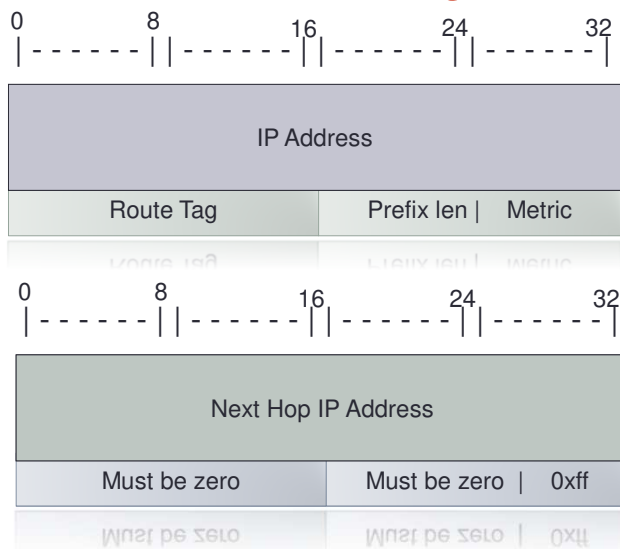 0 8 16 24 32
|------||------||------||------|
IP Address
Route Tag Prefix len | Metric
0 8 16 24 32
|------||------||------||------|
Next Hop IP Address
Must be zero Must be zero | 0xff